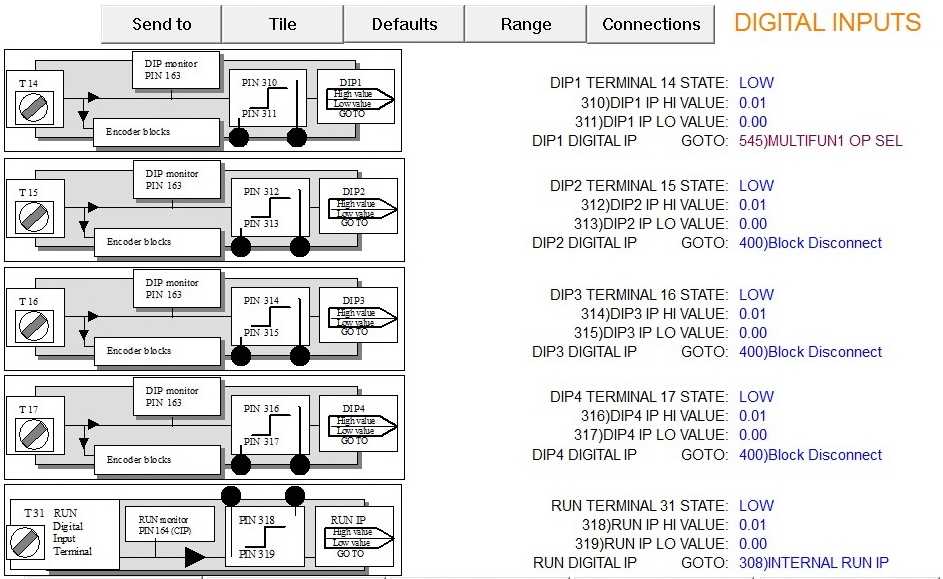 Send to Tile Defaults Range Connections DIGITAL INPUTS
T 14
DIP monitor
PIN 163
Encoder blocks
PIN 310
PIN 311
DIP1
High value
Low value
GOTO
DIP1 TERMINAL 14 STATE: LOW
310)DIP1 IP HI VALUE: 0.01
311)DIP1 IP LO VALUE: 0.00
DIP1 DIGITAL IP GOTO: 545)MULTIFUN1 OP SEL
T 15
DIP monitor
PIN 163
Encoder blocks
PIN 312
PIN 313
DIP2
High value
Low value
GO TO
DIP2 TERMINAL 15 STATE: LOW
312)DIP2 IP HI VALUE: 0.01
313)DIP2 IP LO VALUE: 0.00
DIP2 DIGITAL IP GOTO: 400)Block Disconnect
T 16
DIP monitor
PIN 163
Encoder blocks
PIN 314
PIN 315
DIP3
High value
Low value
GO TO
DIP3 TERMINAL 16 STATE: LOW
314)DIP3 IP HI VALUE: 0.01
315)DIP3 IP LO VALUE: 0.00
DIP3 DIGITAL IP GOTO: 400)Block Disconnect
T 17
DIP monitor
PIN 163
Encoder blocks
PIN 316
PIN 317
DIP4
High value
Low value
GO TO
DIP4 TERMINAL 17 STATE: LOW
316)DIP4 IP HI VALUE: 0.01
317)DIP4 IP LO VALUE: 0.00
DIP4 DIGITAL IP GOTO: 400)Block Disconnect
T 31 RUN
Digital
Input
Terminal
RUN monitor
PIN 164 (CIP)
PIN 318
PIN 319
RUN IP
High value
Low value
GO TO
RUN TERMINAL 31 STATE: LOW
318)RUN IP HI VALUE: 0.01
319)RUN IP LO VALUE: 0.00
RUN DIGITAL IP GOTO: 308)INTERNAL RUN IP